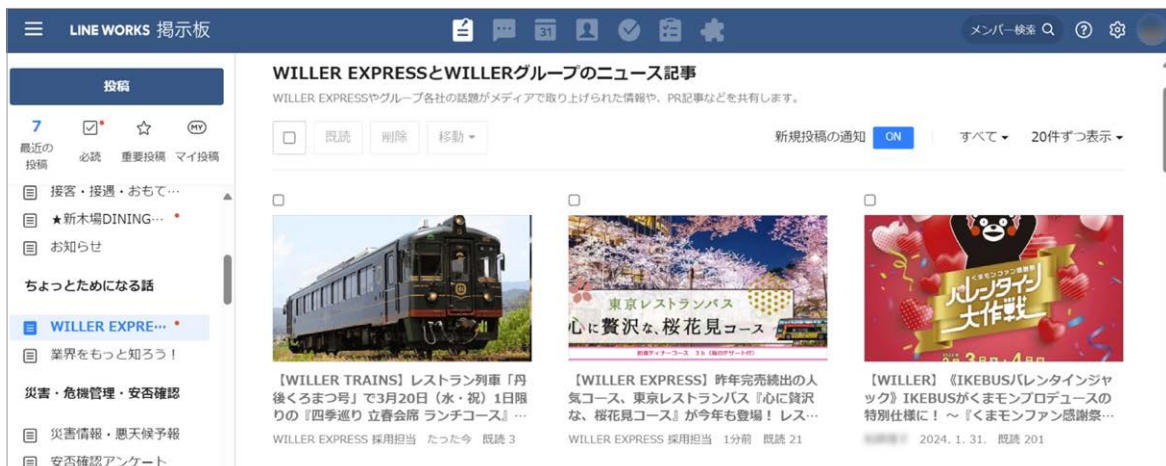 LINE WORKS 掲示板
31
メンバー検索
投稿
7
最近の
投稿
必読
重要投稿
MY
マイ投稿
接客・接遇・おもて…
★新木場DINING…
お知らせ
ちょっとためになる話
WILLER EXPRE…
業界をもっと知ろう！
災害・危機管理・安否確認
災害情報・悪天候予報
安否確認アンケート
WILLER EXPRESSとWILLERグループのニュース記事
WILLER EXPRESSやグループ各社の話題がメディアで取り上げられた情報や、PR記事などを共有します。
既読
削除
移動
新規投稿の通知
ON
すべて
20件ずつ表示
【WILLER TRAINS】レストラン列車「丹
後くろまつ号」で3月20日（水・祝）1日限
りの『四季巡り 立春会席 ランチコース』…
WILLER EXPRESS 採用担当 たった今 既読 3
東京レストランバス
心に贅沢な、桜花見コース
【WILLER EXPRESS】昨年完売続出の人
気コース、東京レストランバス『心に贅沢
な、桜花見コース』が今年も登場！ レス…
WILLER EXPRESS 採用担当 1分前 既読 21
くまモンファン感謝祭
バレンタイン
大作戦
【WILLER】《IKEBUSバレンタインジャ
ック》IKEBUSがくまモンプロデュースの
特別仕様に！ ～『くまモンファン感謝祭…
2024. 1. 31. 既読 201